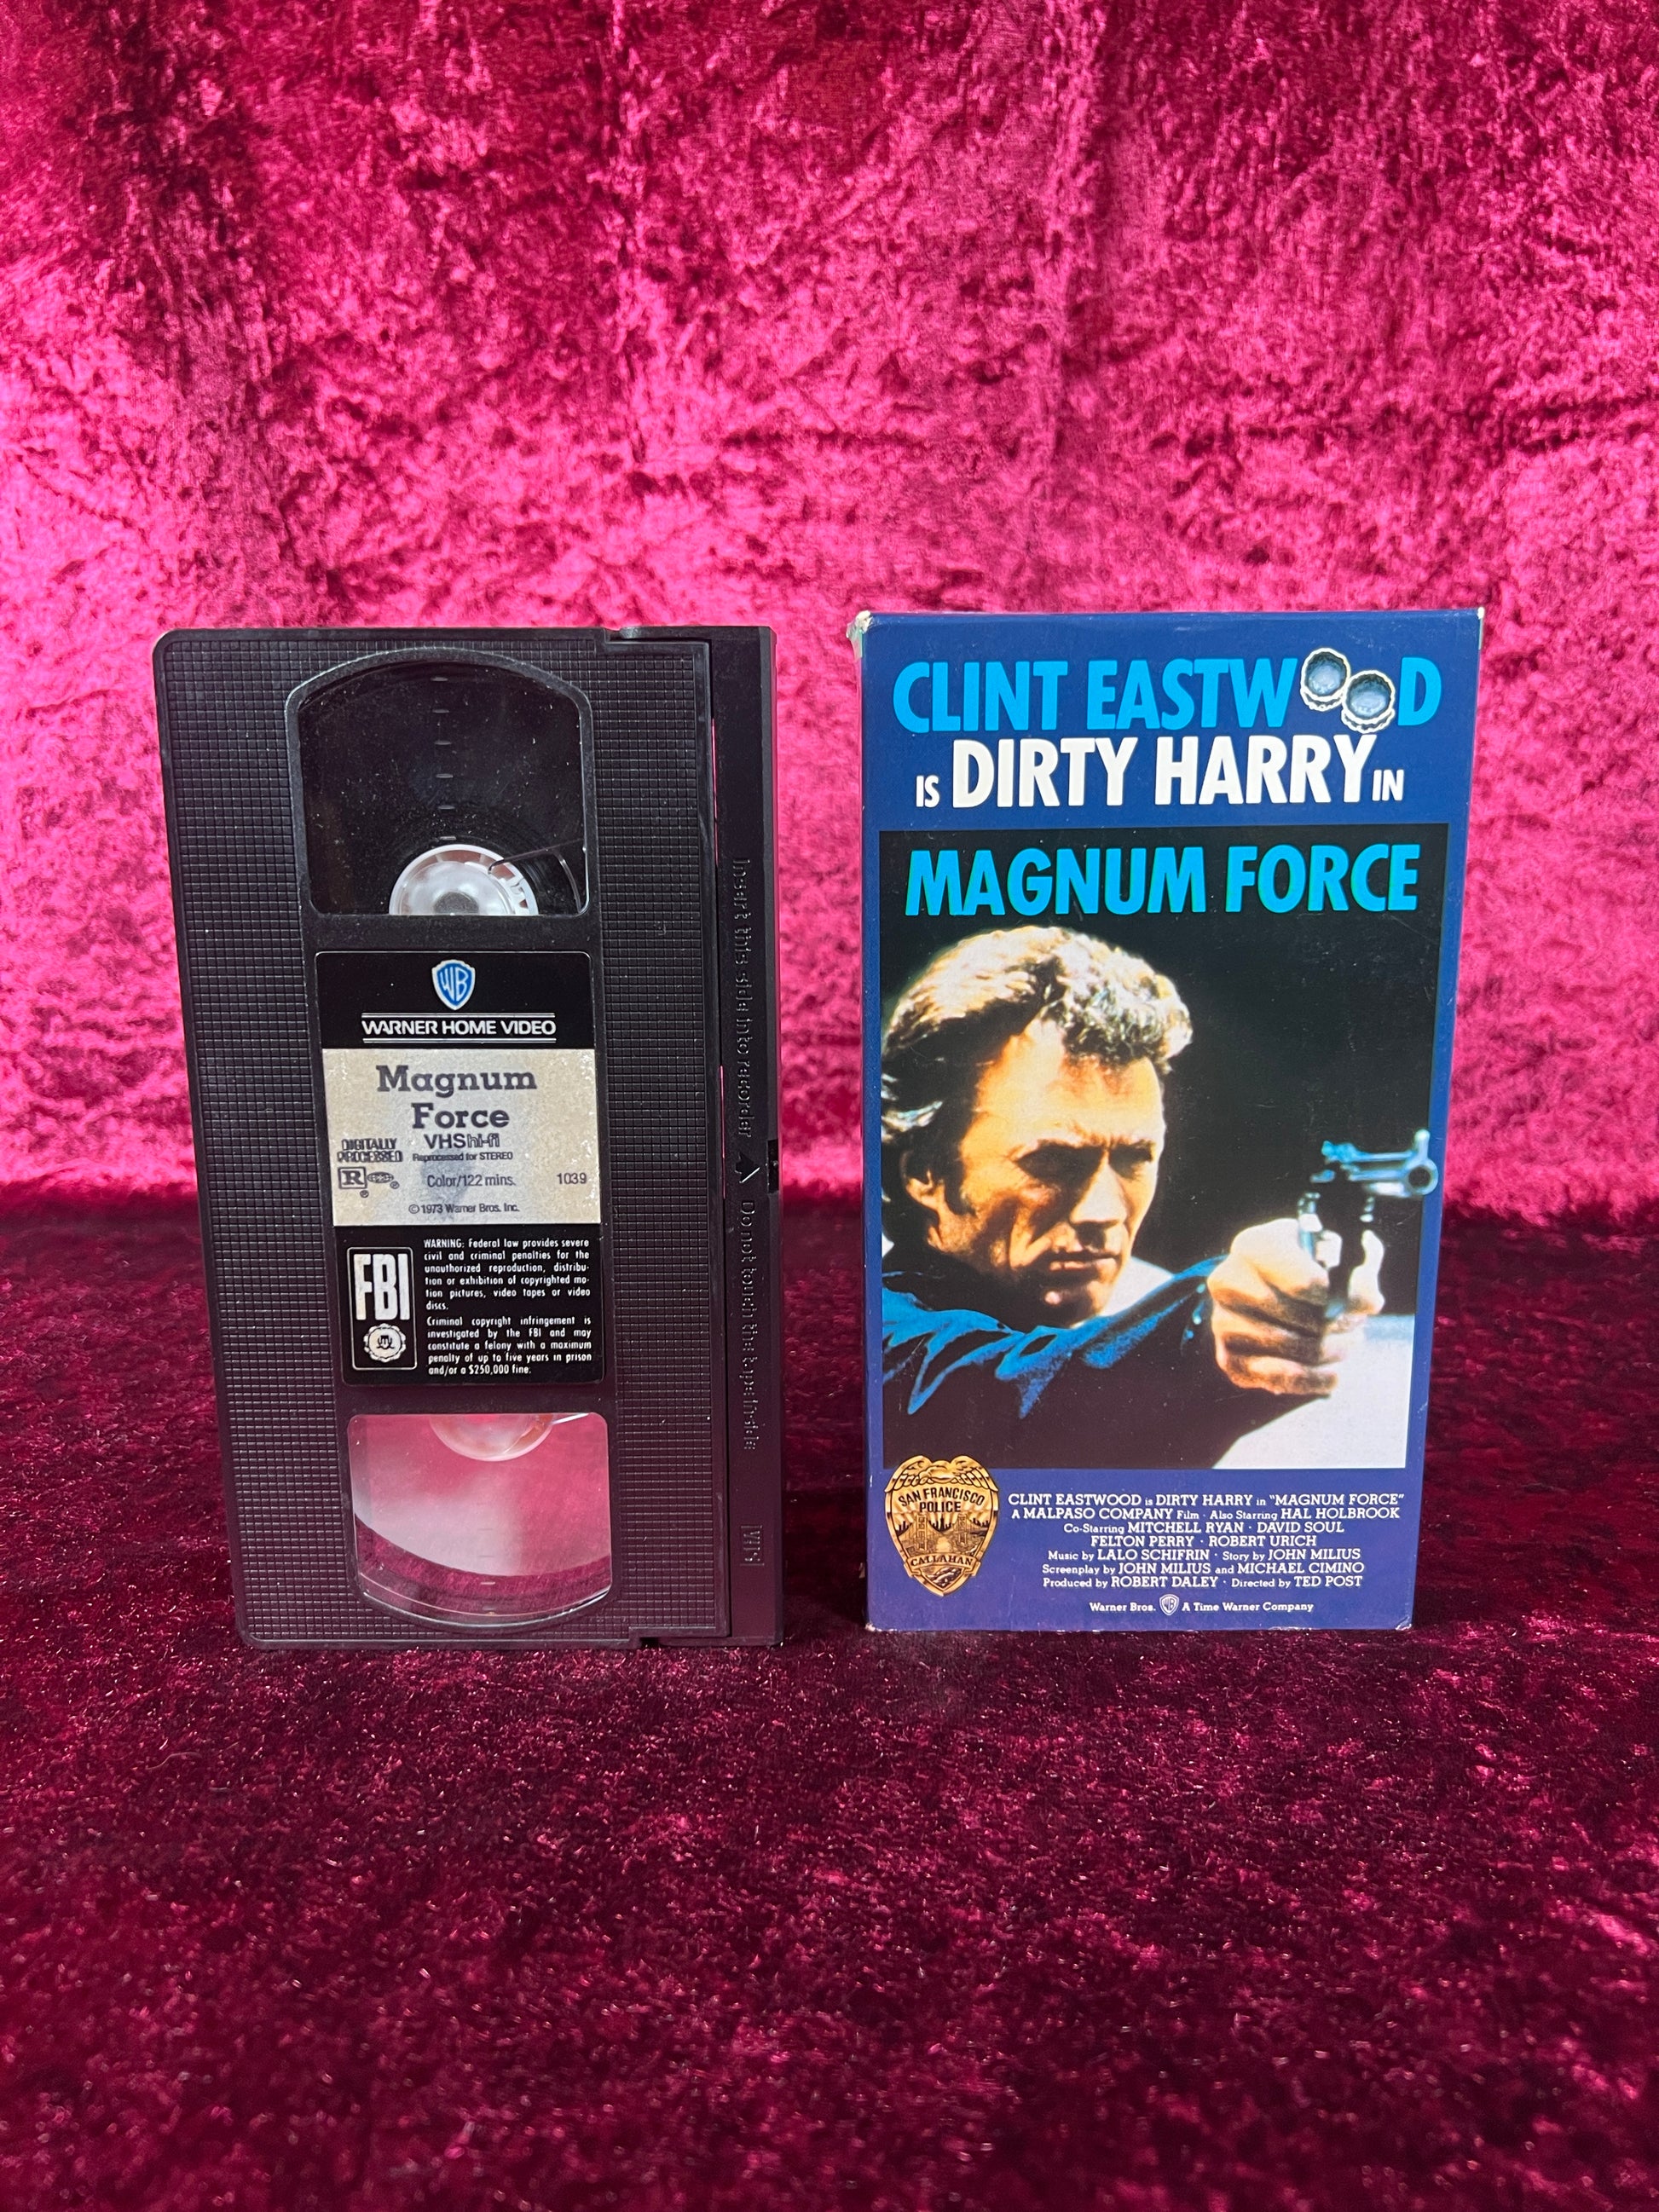 WB
WARNER HOME VIDEO
Magnum
Force
VHS hi-fi
DIGITALLY
PROCESSED
Reprocessed for STEREO
R
Color/122 mins.
1039
© 1973 Warner Bros. Inc.
FBI
WARNING: Federal law provides severe
civil and criminal penalties for the
unauthorized reproduction, distribu-
tion or exhibition of copyrighted mo-
tion pictures, video tapes or video
discs.
Criminal copyright infringement is
investigated by the FBI and may
constitute a felony with a maximum
penalty of up to five years in prison
and/or a $250,000 fine.
Insert this side into recorder
Do not touch the tape inside
VHS
CLINT EASTWOOD
IS DIRTY HARRY IN
MAGNUM FORCE
SAN FRANCISCO
POLICE
CALLAHAN
CLINT EASTWOOD is DIRTY HARRY in "MAGNUM FORCE"
A MALPASO COMPANY Film · Also Starring HAL HOLBROOK
Co-Starring MITCHELL RYAN · DAVID SOUL
FELTON PERRY · ROBERT URICH
Music by LALO SCHIFRIN · Story by JOHN MILIUS
Screenplay by JOHN MILIUS and MICHAEL CIMINO
Produced by ROBERT DALEY · Directed by TED POST
Warner Bros. WB A Time Warner Company